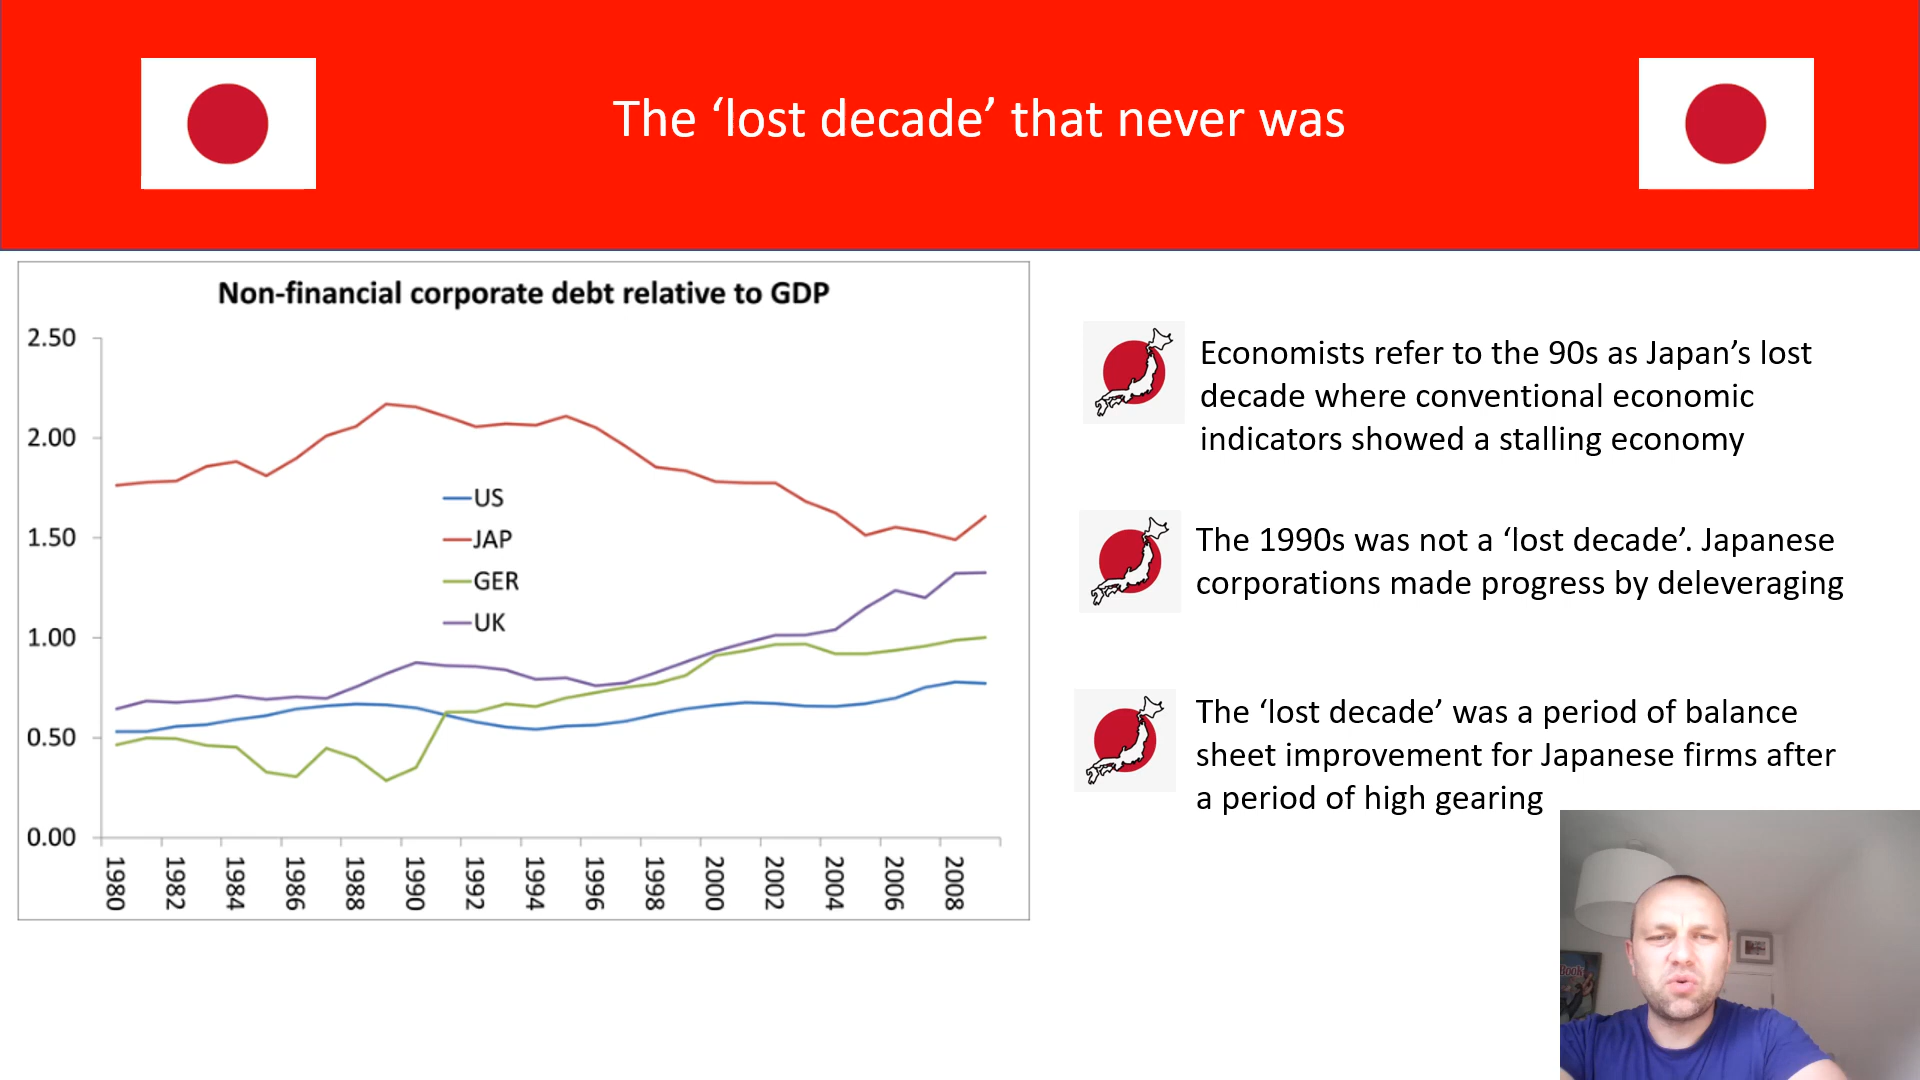 The ‘lost decade’ that never was
Non-financial corporate debt relative to GDP
2.50
2.00
1.50
1.00
0.50
0.00
US
JAP
GER
UK
1980
1982
1984
1986
1988
1990
1992
1994
1996
1998
2000
2002
2004
2006
2008
Economists refer to the 90s as Japan’s lost
decade where conventional economic
indicators showed a stalling economy
The 1990s was not a ‘lost decade’. Japanese
corporations made progress by deleveraging
The ‘lost decade’ was a period of balance
sheet improvement for Japanese firms after
a period of high gearing